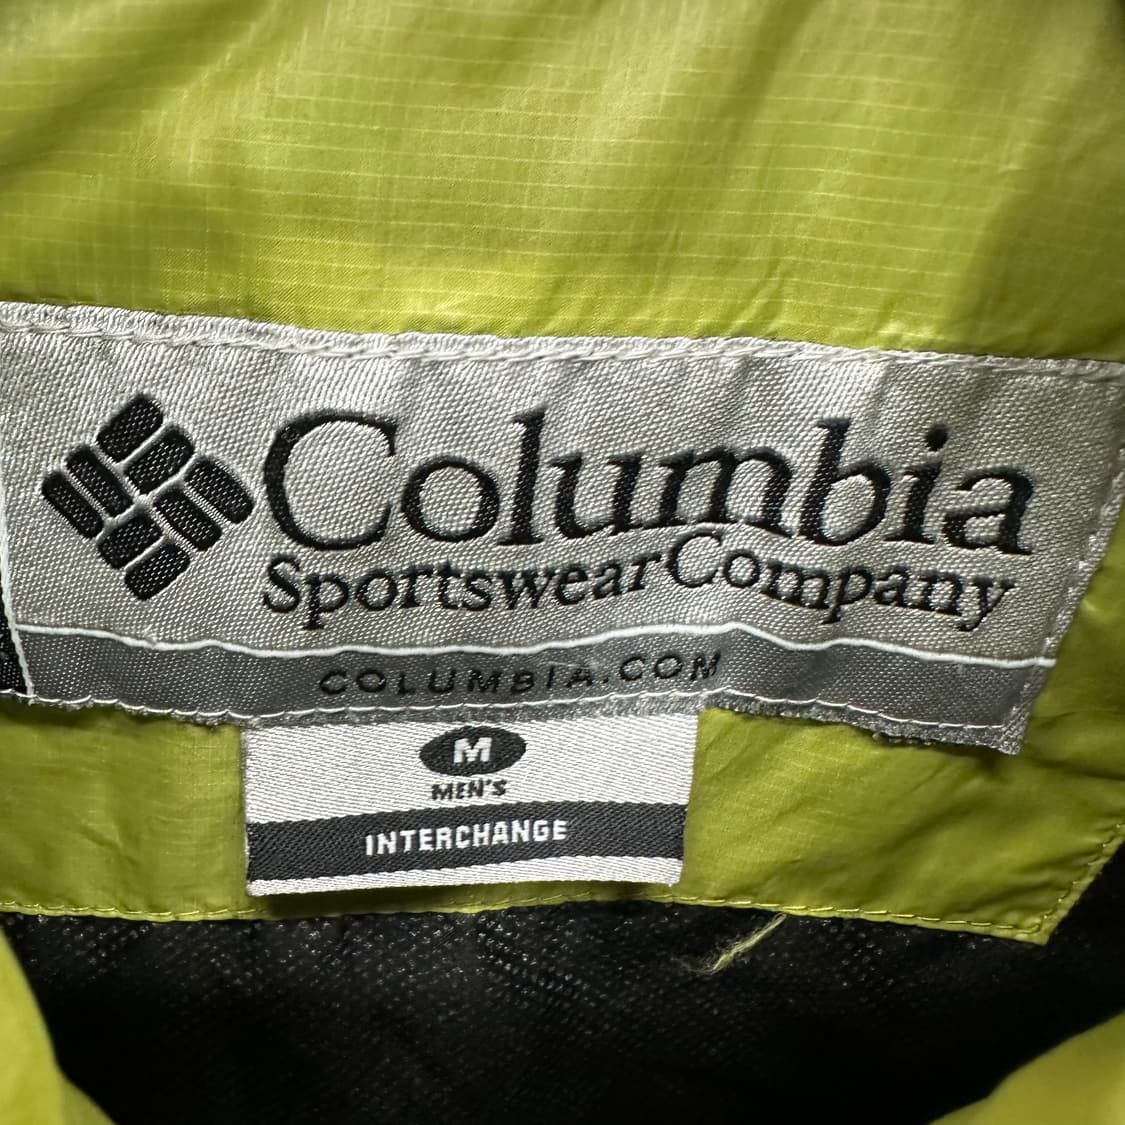 Columbia
SportswearCompany
COLUMBIA.COM
M
MEN'S
INTERCHANGE